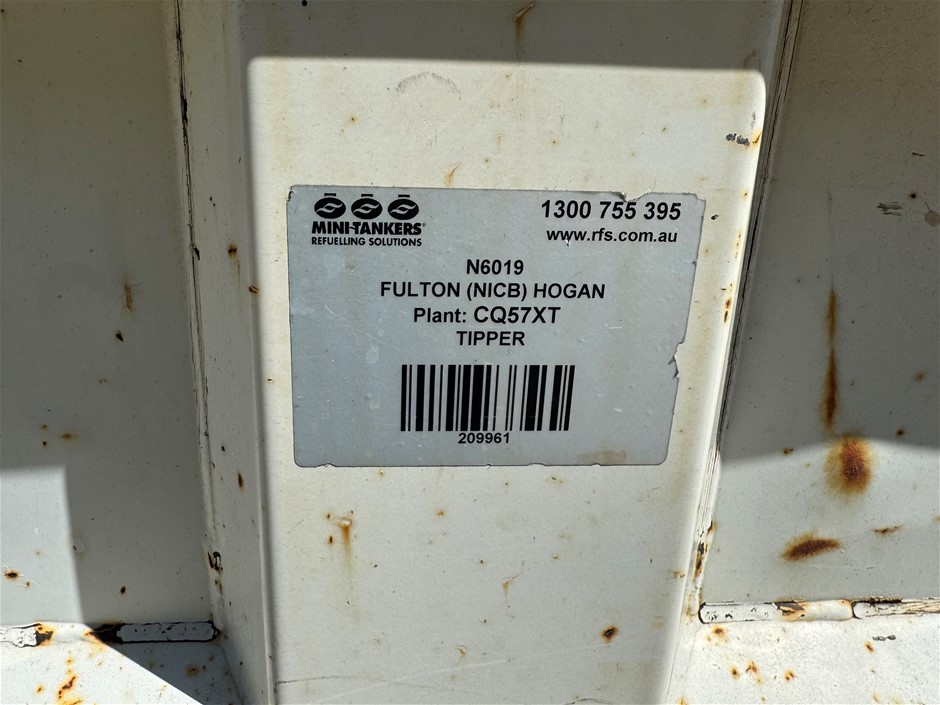 MINI-TANKERS®
REFUELLING SOLUTIONS
1300 755 395
www.rfs.com.au
N6019
FULTON (NICB) HOGAN
Plant: CQ57XT
TIPPER
209961